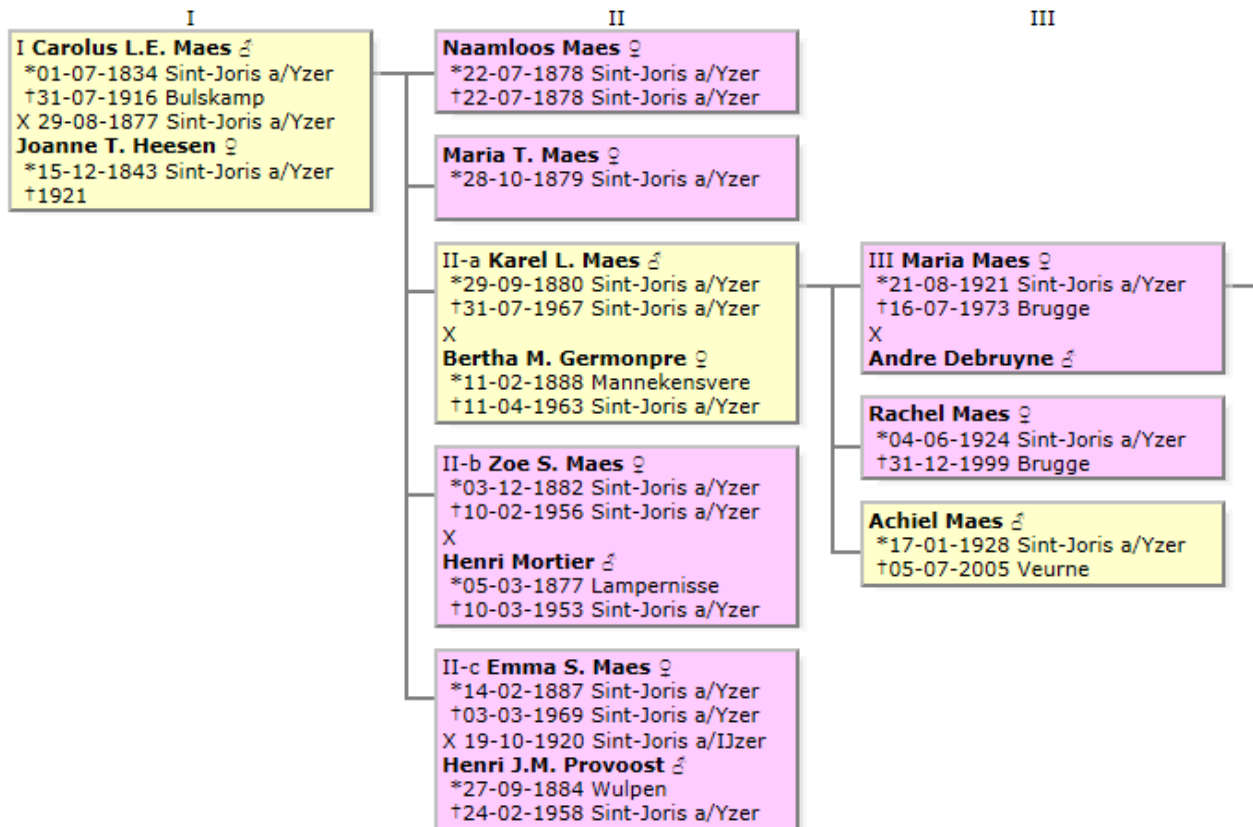 I
II
III
I Carolus L.E. Maes ♂
*01-07-1834 Sint-Joris a/Yzer
†31-07-1916 Bulskamp
X 29-08-1877 Sint-Joris a/Yzer
Joanne T. Heesen ♀
*15-12-1843 Sint-Joris a/Yzer
†1921
Naamloos Maes ♀
*22-07-1878 Sint-Joris a/Yzer
†22-07-1878 Sint-Joris a/Yzer
Maria T. Maes ♀
*28-10-1879 Sint-Joris a/Yzer
II-a Karel L. Maes ♂
*29-09-1880 Sint-Joris a/Yzer
†31-07-1967 Sint-Joris a/Yzer
X
Bertha M. Germonpre ♀
*11-02-1888 Mannekensvere
†11-04-1963 Sint-Joris a/Yzer
II-b Zoe S. Maes ♀
*03-12-1882 Sint-Joris a/Yzer
†10-02-1956 Sint-Joris a/Yzer
X
Henri Mortier ♂
*05-03-1877 Lampernisse
†10-03-1953 Sint-Joris a/Yzer
II-c Emma S. Maes ♀
*14-02-1887 Sint-Joris a/Yzer
†03-03-1969 Sint-Joris a/Yzer
X 19-10-1920 Sint-Joris a/IJzer
Henri J.M. Provoost ♂
*27-09-1884 Wulpen
†24-02-1958 Sint-Joris a/Yzer
III Maria Maes ♀
*21-08-1921 Sint-Joris a/Yzer
†16-07-1973 Brugge
X
Andre Debruyne ♂
Rachel Maes ♀
*04-06-1924 Sint-Joris a/Yzer
†31-12-1999 Brugge
Achiel Maes ♂
*17-01-1928 Sint-Joris a/Yzer
†05-07-2005 Veurne